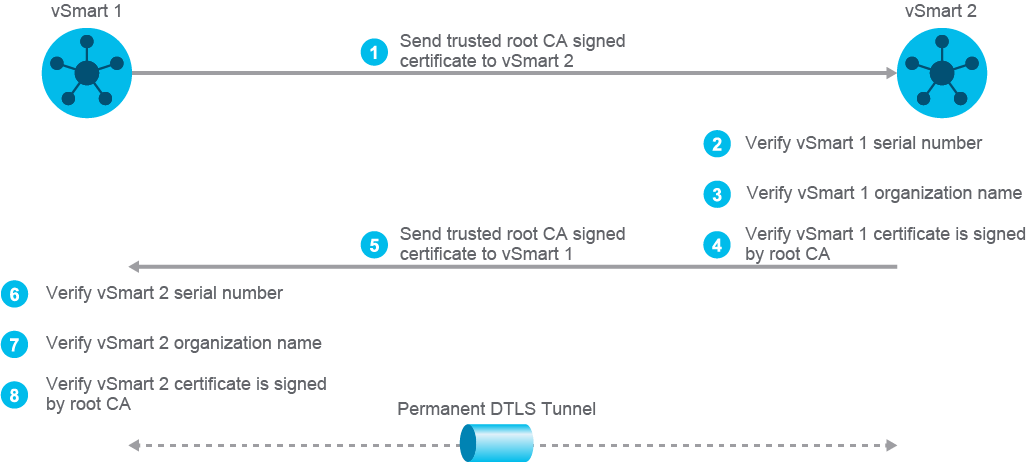 vSmart 1
vSmart 2
1
Send trusted root CA signed
certificate to vSmart 2
2
Verify vSmart 1 serial number
3
Verify vSmart 1 organization name
4
Verify vSmart 1 certificate is signed
by root CA
5
Send trusted root CA signed
certificate to vSmart 1
6
Verify vSmart 2 serial number
7
Verify vSmart 2 organization name
8
Verify vSmart 2 certificate is signed
by root CA
Permanent DTLS Tunnel